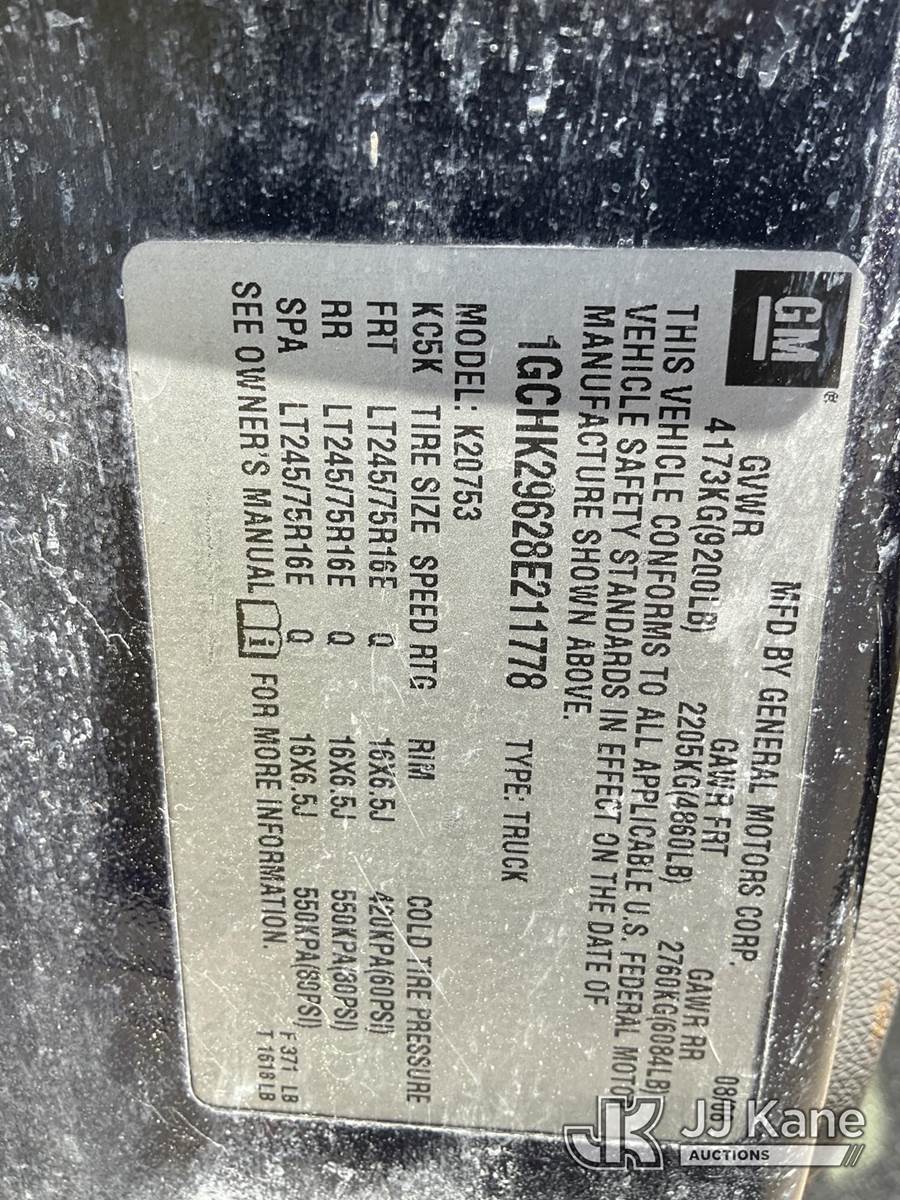 GM
®
MFD BY GENERAL MOTORS CORP.
08/08
GVWR GAWR FRT GAWR RR
4173KG(9200LB) 2205KG(4860LB) 2760KG(6084LB)
THIS VEHICLE CONFORMS TO ALL APPLICABLE U.S. FEDERAL MOTO
VEHICLE SAFETY STANDARDS IN EFFECT ON THE DATE OF
MANUFACTURE SHOWN ABOVE.
1GCHK29628E211778 TYPE: TRUCK
MODEL: K20753
KC5K TIRE SIZE SPEED RTG RIM COLD TIRE PRESSURE
FRT LT245/75R16E Q 16X6.5J 420KPA(60PSI)
RR LT245/75R16E Q 16X6.5J 550KPA(80PSI)
SPA LT245/75R16E Q 16X6.5J 550KPA(80PSI)
SEE OWNER'S MANUAL i FOR MORE INFORMATION.
F 371 LB
T 1618 LB
JK JJ Kane
AUCTIONS